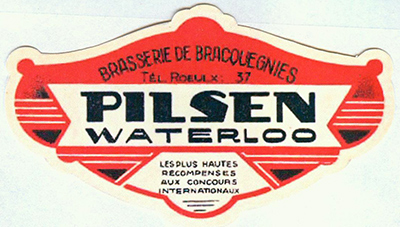 BRASSERIE DE BRACQUEGNIES
TÉL. ROEULX: 37
PILSEN
WATERLOO
LES PLUS HAUTES
RÉCOMPENSES
AUX CONCOURS
INTERNATIONAUX